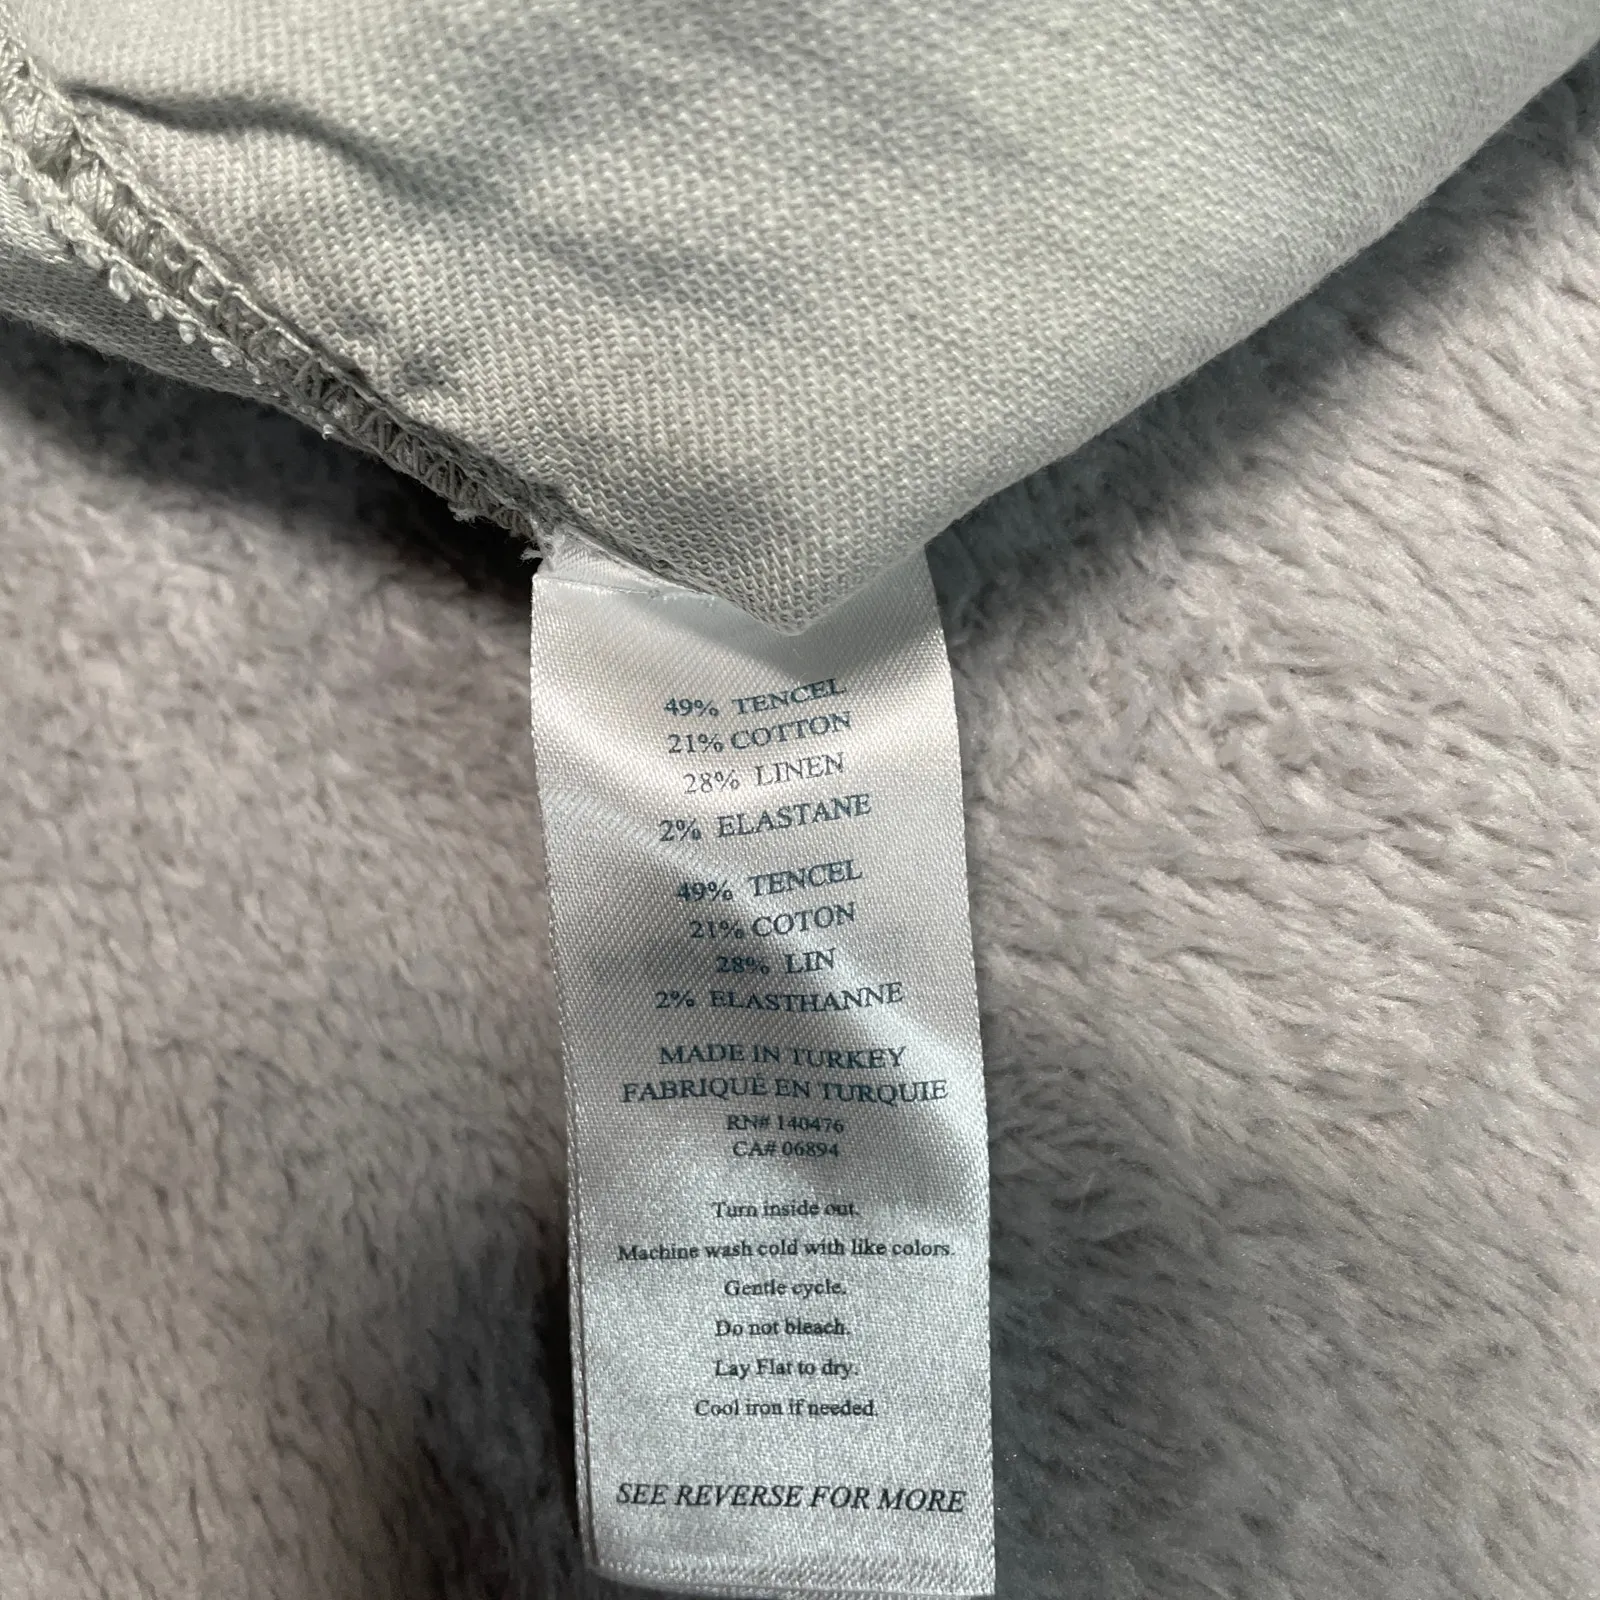 49% TENCEL
21% COTTON
28% LINEN
2% ELASTANE
49% TENCEL
21% COTON
28% LIN
2% ELASTHANNE
MADE IN TURKEY
FABRIQUÉ EN TURQUIE
RN# 140476
CA# 06894
Turn inside out.
Machine wash cold with like colors.
Gentle cycle.
Do not bleach.
Lay Flat to dry.
Cool iron if needed.
SEE REVERSE FOR MORE